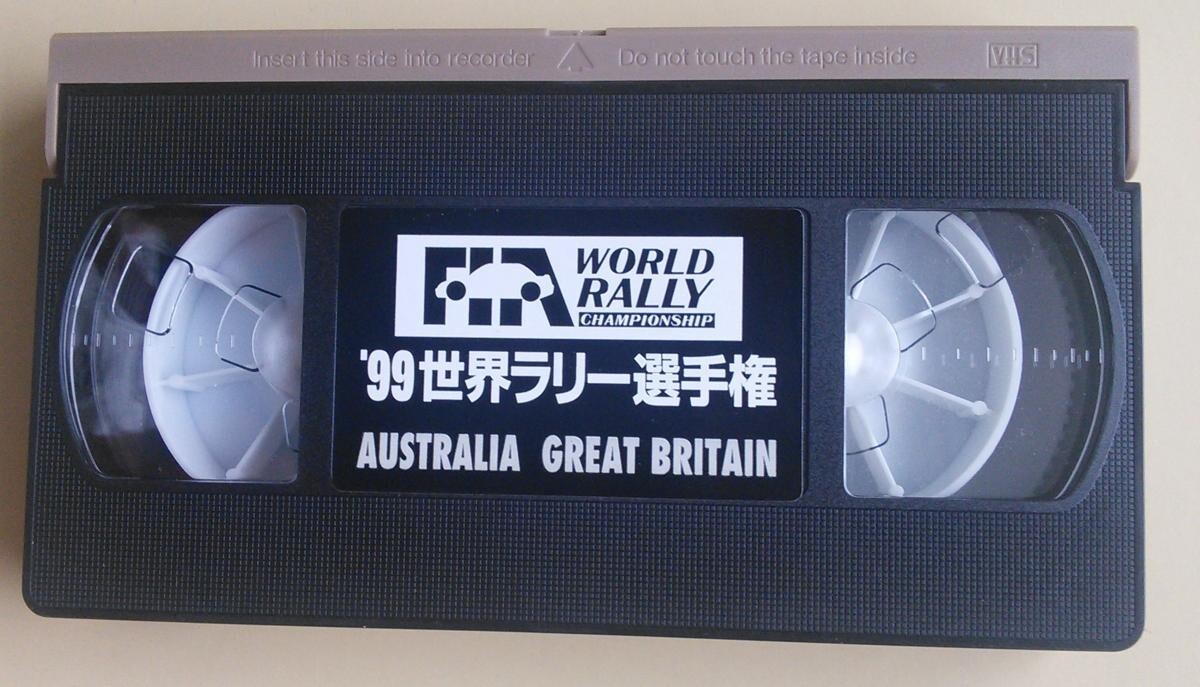 Insert this side into recorder Do not touch the tape inside VHS
FIA WORLD
RALLY
CHAMPIONSHIP
'99世界ラリー選手権
AUSTRALIA GREAT BRITAIN